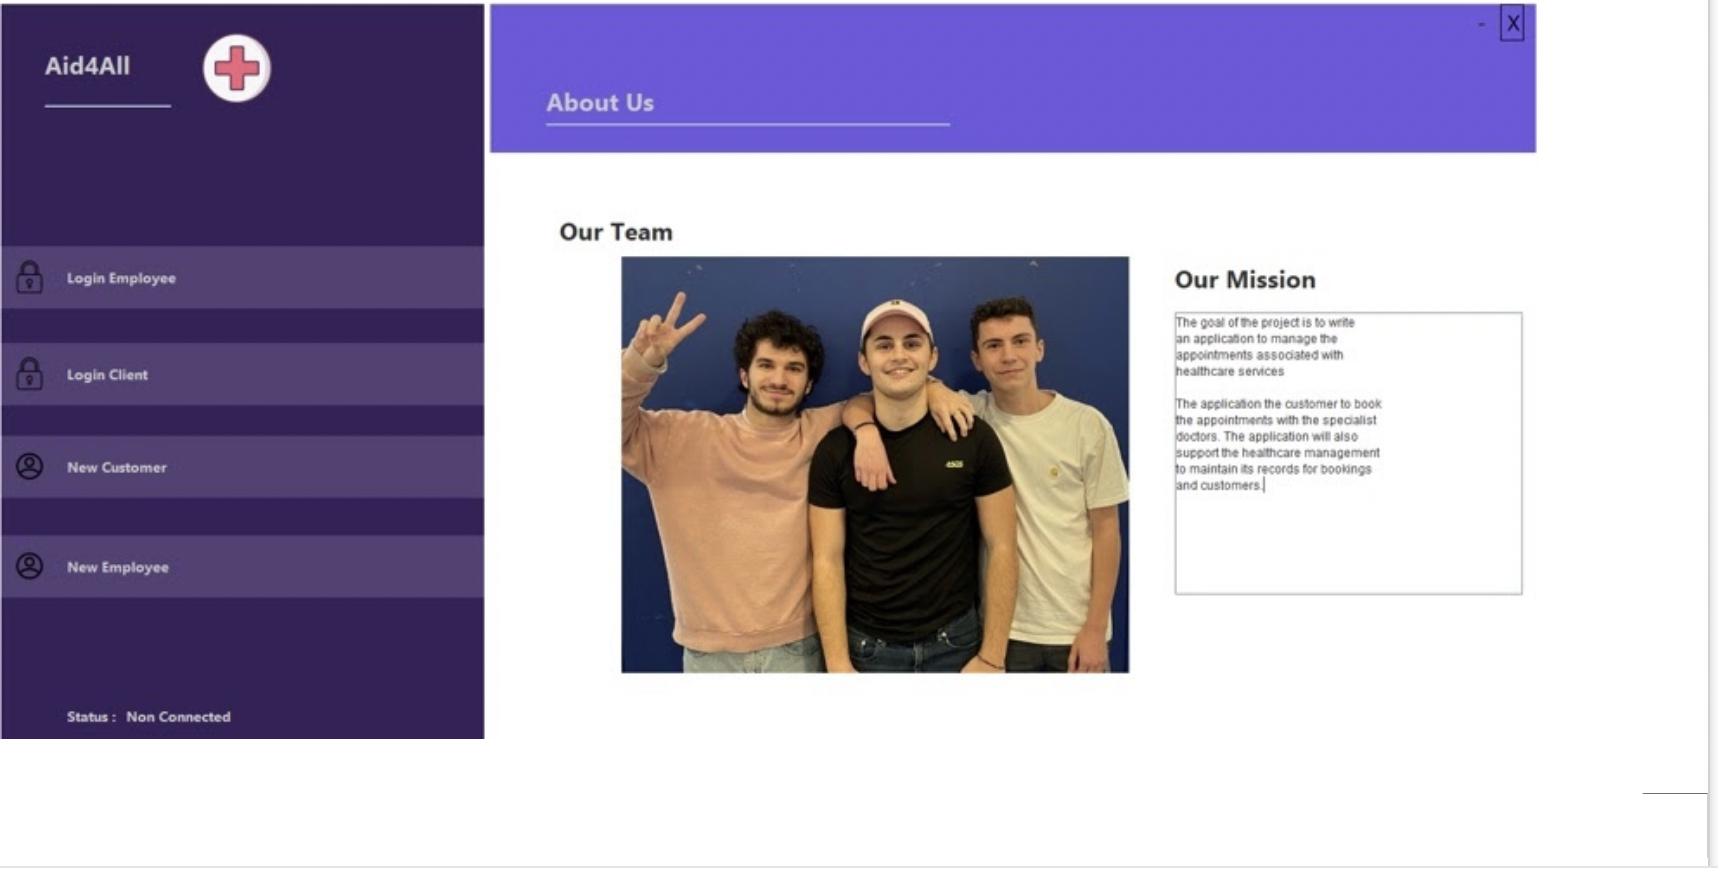 Aid4All
Login Employee
Login Client
New Customer
New Employee
Status : Non Connected
- X
About Us
Our Team
asos
Our Mission
The goal of the project is to write
an application to manage the
appointments associated with
healthcare services
The application the customer to book
the appointments with the specialist
doctors. The application will also
support the healthcare management
to maintain its records for bookings
and customers.